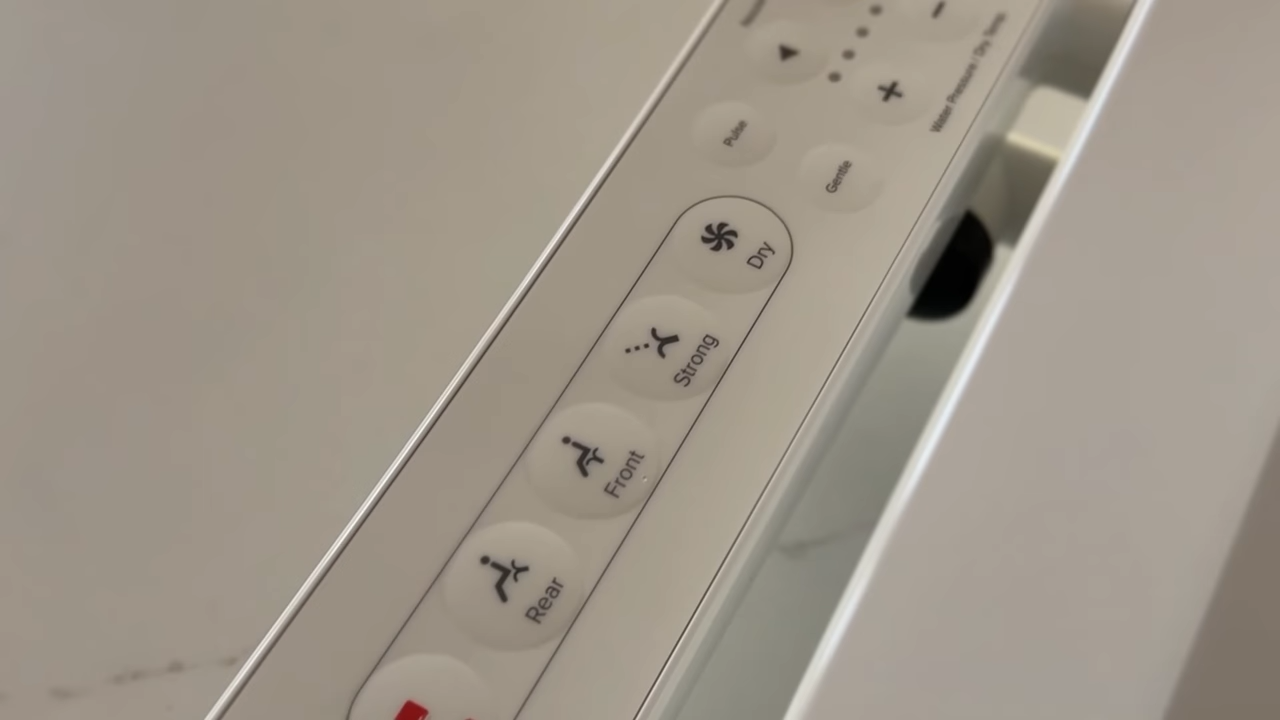 Rear
Front
Strong
Dry
Pulse
Gentle
+
-
Water Pressure / Dry Temp